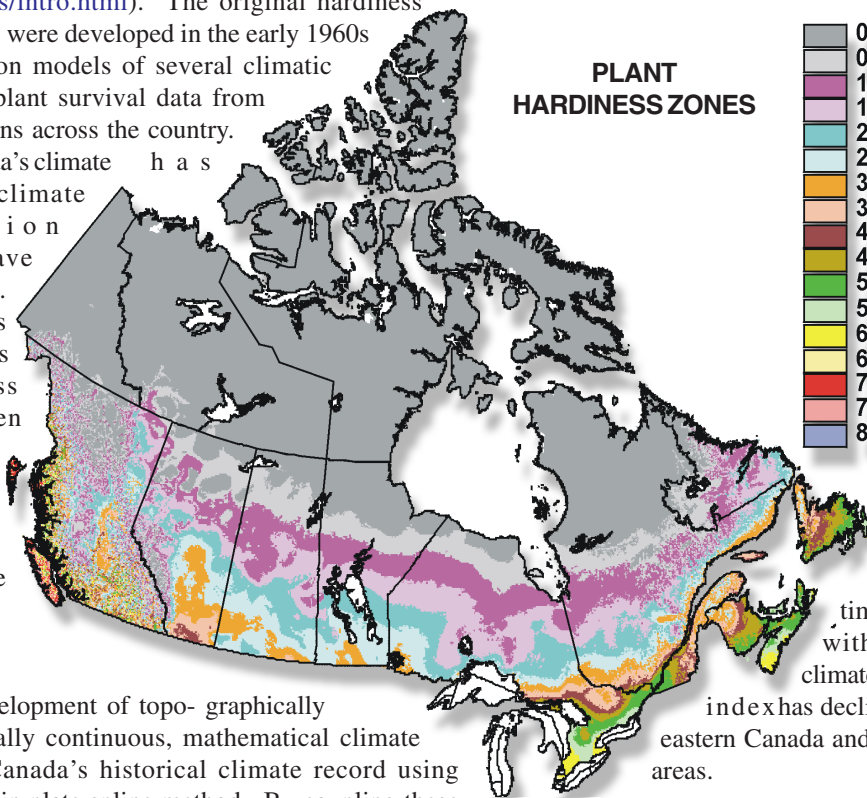 s/intro.html). The original hardiness
were developed in the early 1960s
on models of several climatic
plant survival data from
ns across the country.
a's climate h a s
climate
i o n
ave
.
s
s
ss
en
e
PLANT
HARDINESS ZONES
0
0
1
1
2
2
3
3
4
4
5
5
6
6
7
7
8
tin
with
climate
index has decl
eastern Canada and
areas.
elopment of topo- graphically
ally continuous, mathematical climate
Canada's historical climate record using